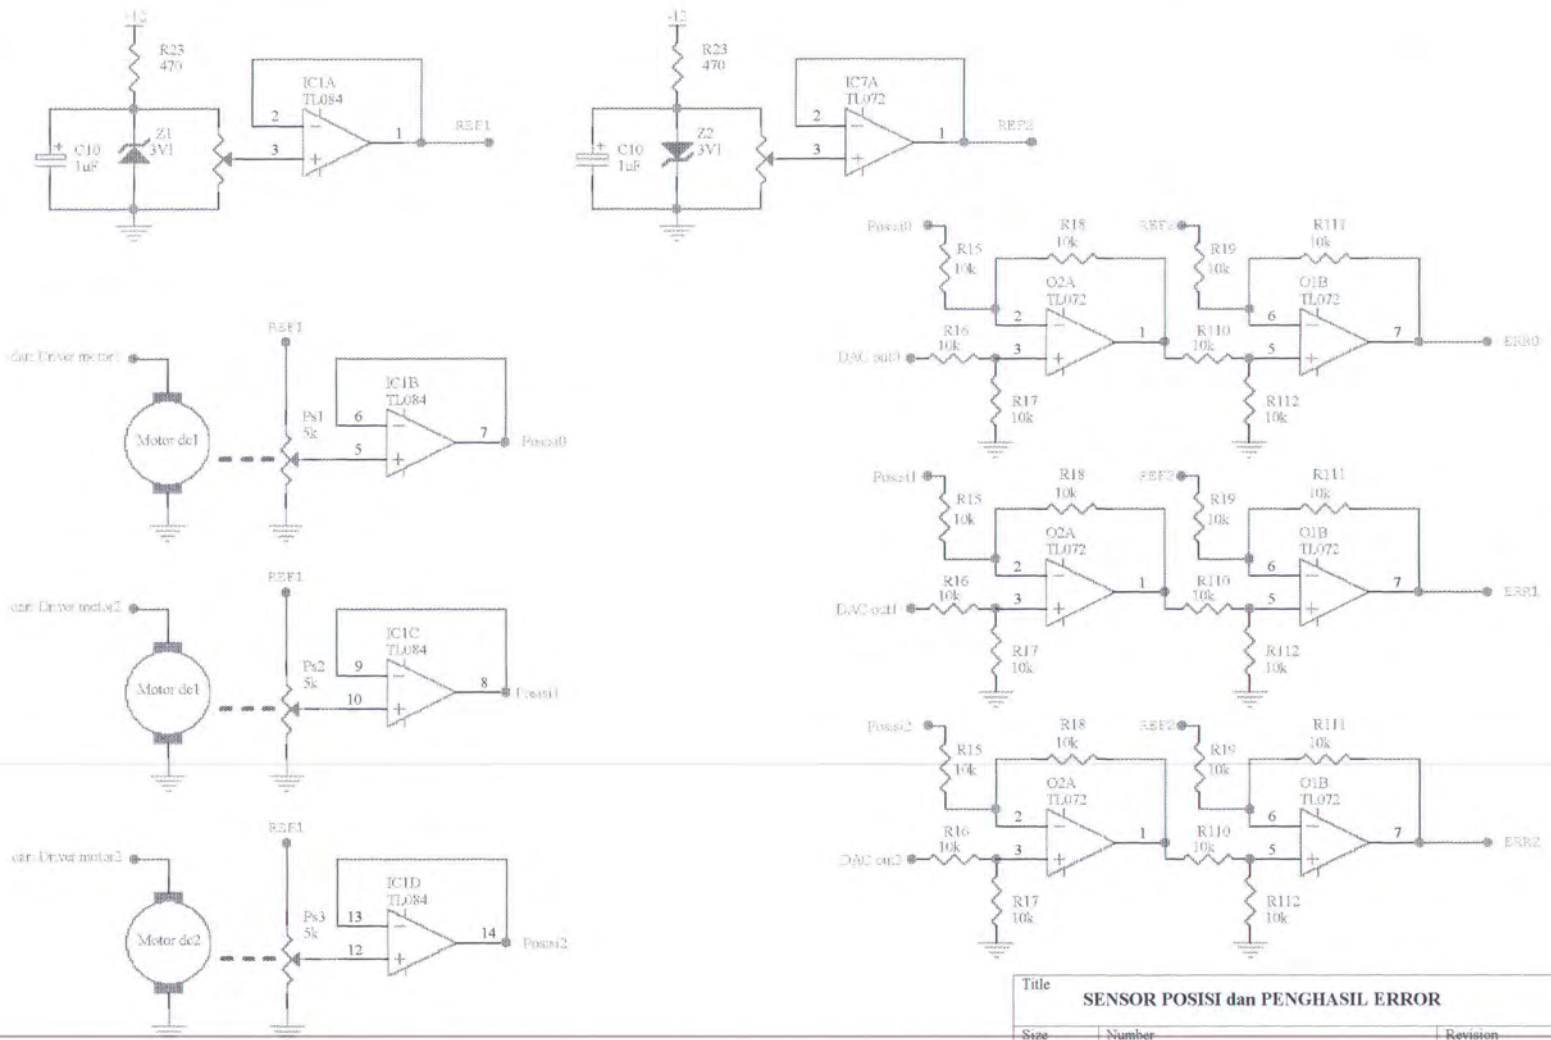 -12
R23
470
IC1A
TL084
2
3
1
REF1
C10
1uF
Z1
3V1
-12
R23
470
IC7A
TL072
2
3
1
REF2
C10
1uF
Z2
3V1
dari Driver motor1
Motor dc1
REF1
Ps1
5k
IC1B
TL084
6
5
7
Posisi0
dari Driver motor2
Motor dc1
REF1
Ps2
5k
IC1C
TL084
9
10
8
Posisi1
Motor dc2
REF1
Ps3
5k
IC1D
TL084
13
12
14
Posisi2
Posisi0
R15
10k
R18
10k
O2A
TL072
2
3
1
DAC out0
R16
10k
R17
10k
REF2
R19
10k
R111
10k
O1B
TL072
6
5
7
R110
10k
R112
10k
ERR0
Posisi1
R15
10k
R18
10k
O2A
TL072
2
3
1
DAC out1
R16
10k
R17
10k
REF2
R19
10k
R111
10k
O1B
TL072
6
5
7
R110
10k
R112
10k
ERR1
Posisi2
R15
10k
R18
10k
O2A
TL072
2
3
1
DAC out2
R16
10k
R17
10k
REF2
R19
10k
R111
10k
O1B
TL072
6
5
7
R110
10k
R112
10k
ERR2
Title
SENSOR POSISI dan PENGHASIL ERROR
Size
Number
Revision